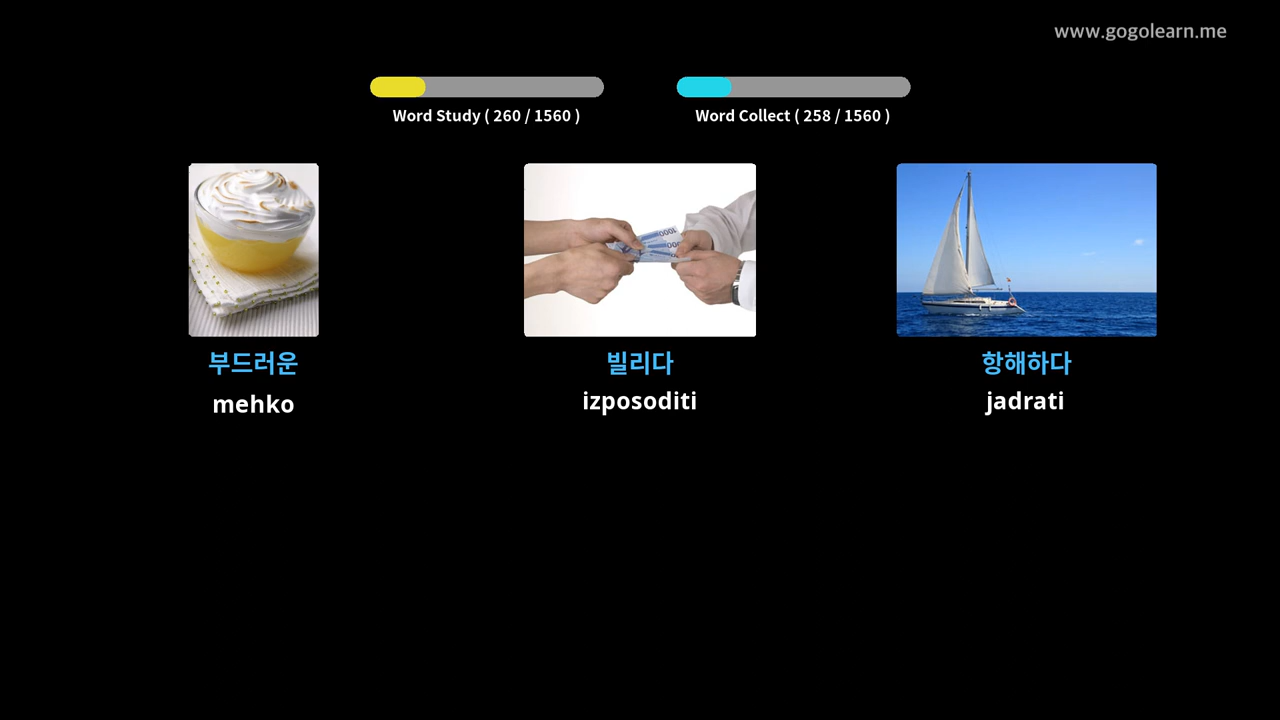 www.gogolearn.me
Word Study ( 260 / 1560 )
Word Collect ( 258 / 1560 )
부드러운
빌리다
항해하다
mehko
izposoditi
jadrati